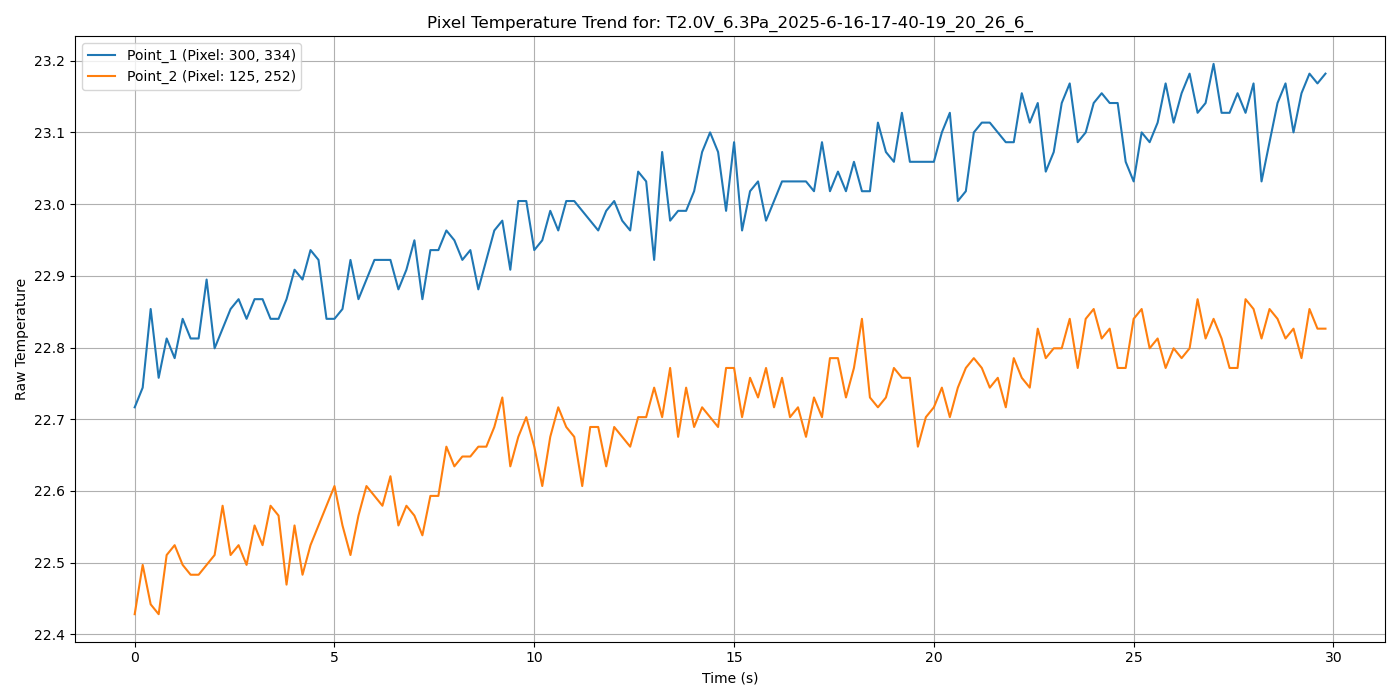 Pixel Temperature Trend for: T2.0V_6.3Pa_2025-6-16-17-40-19_20_26_6_
Point_1 (Pixel: 300, 334)
Point_2 (Pixel: 125, 252)
23.2
23.1
23.0
22.9
22.8
22.7
22.6
22.5
22.4
Raw Temperature
0 5 10 15 20 25 30
Time (s)